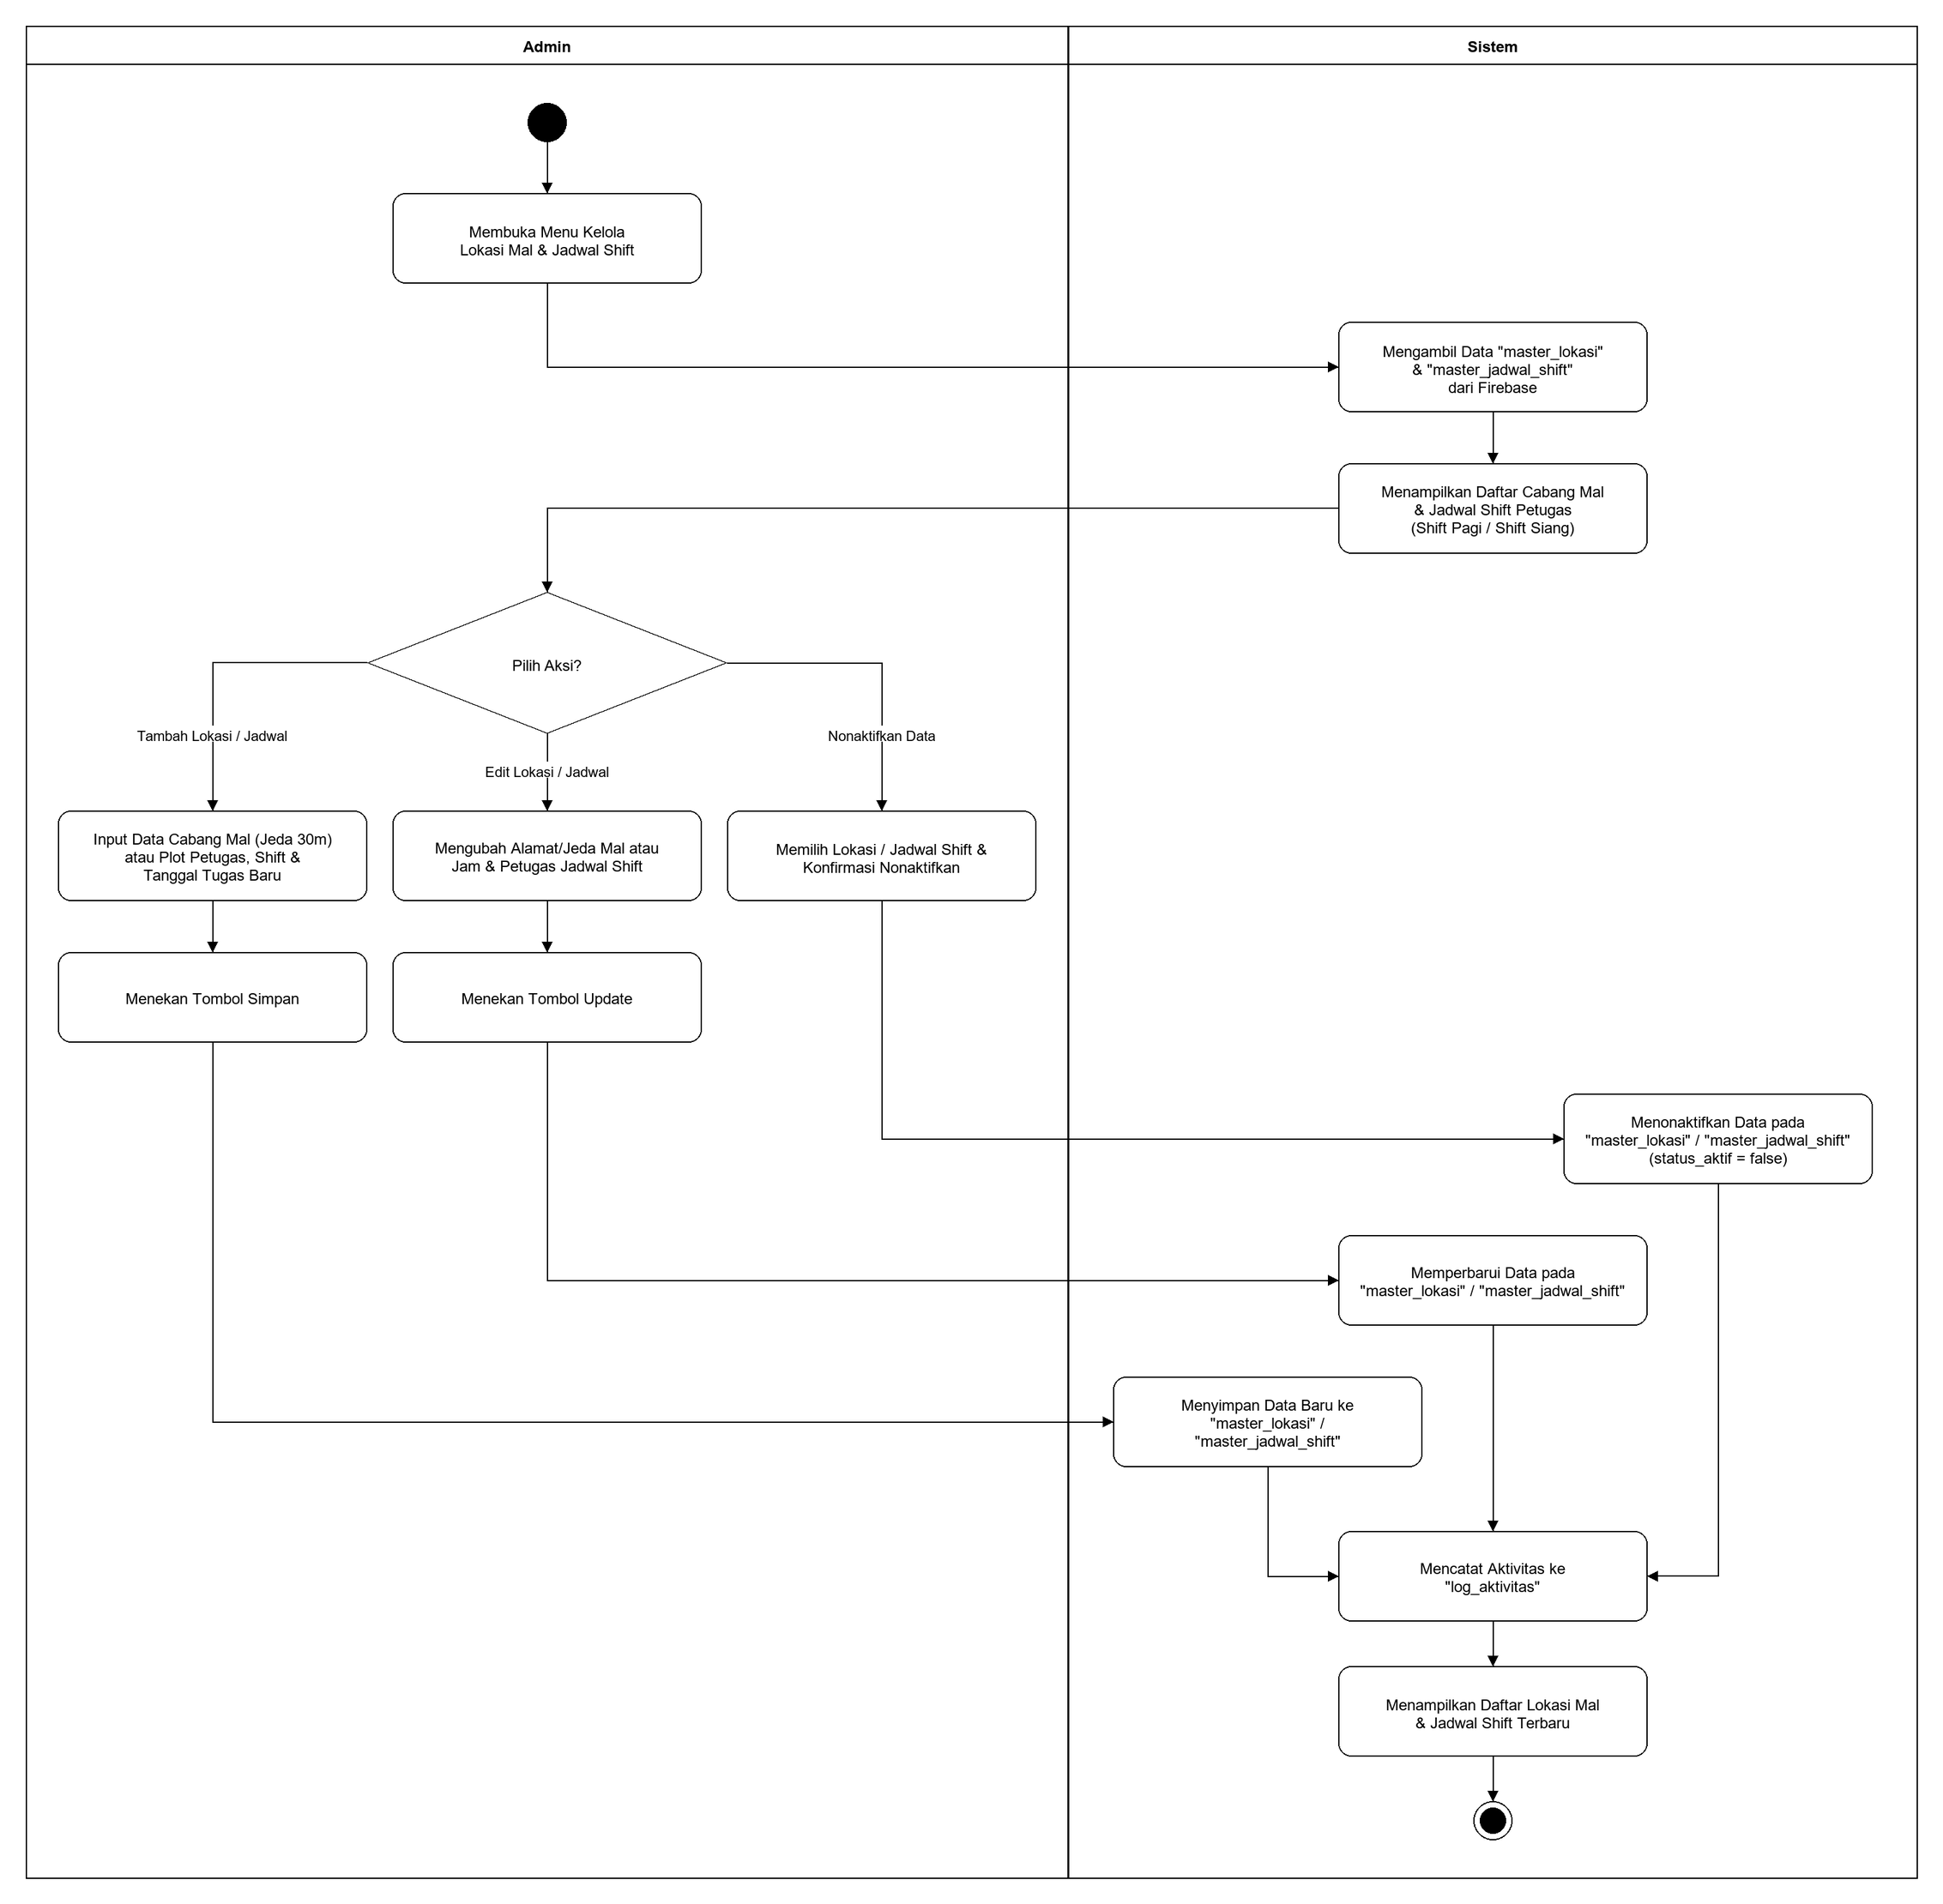 Admin
Sistem
Membuka Menu Kelola
Lokasi Mal & Jadwal Shift
Mengambil Data "master_lokasi"
& "master_jadwal_shift"
dari Firebase
Menampilkan Daftar Cabang Mal
& Jadwal Shift Petugas
(Shift Pagi / Shift Siang)
Pilih Aksi?
Tambah Lokasi / Jadwal
Edit Lokasi / Jadwal
Nonaktifkan Data
Input Data Cabang Mal (Jeda 30m)
atau Plot Petugas, Shift &
Tanggal Tugas Baru
Mengubah Alamat/Jeda Mal atau
Jam & Petugas Jadwal Shift
Memilih Lokasi / Jadwal Shift &
Konfirmasi Nonaktifkan
Menekan Tombol Simpan
Menekan Tombol Update
Menonaktifkan Data pada
"master_lokasi" / "master_jadwal_shift"
(status_aktif = false)
Memperbarui Data pada
"master_lokasi" / "master_jadwal_shift"
Menyimpan Data Baru ke
"master_lokasi" /
"master_jadwal_shift"
Mencatat Aktivitas ke
"log_aktivitas"
Menampilkan Daftar Lokasi Mal
& Jadwal Shift Terbaru